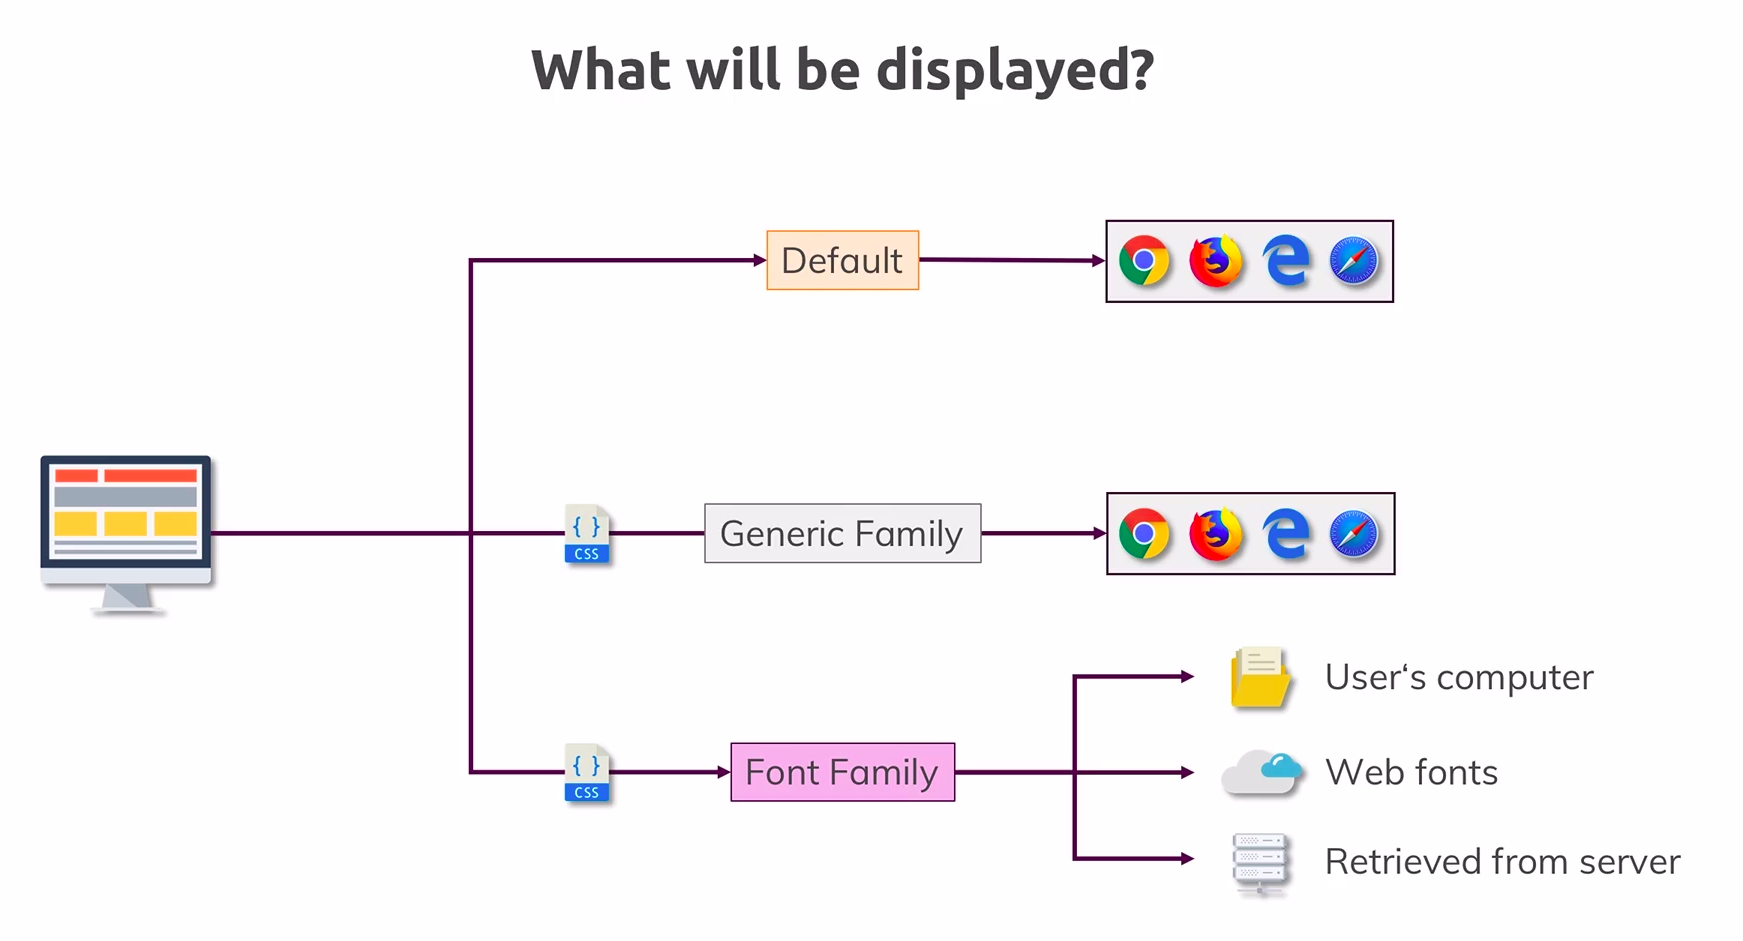 What will be displayed?
Default
{ }
CSS
Generic Family
User‘s computer
{ }
CSS
Font Family
Web fonts
Retrieved from server